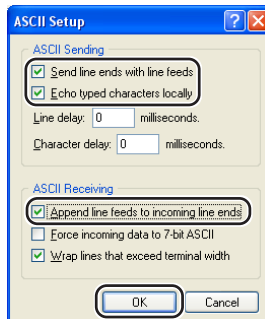 ASCII Setup
ASCII Sending
Send line ends with line feeds
Echo typed characters locally
Line delay: 0 milliseconds.
Character delay: 0 milliseconds.
ASCII Receiving
Append line feeds to incoming line ends
Force incoming data to 7-bit ASCII
Wrap lines that exceed terminal width
OK Cancel